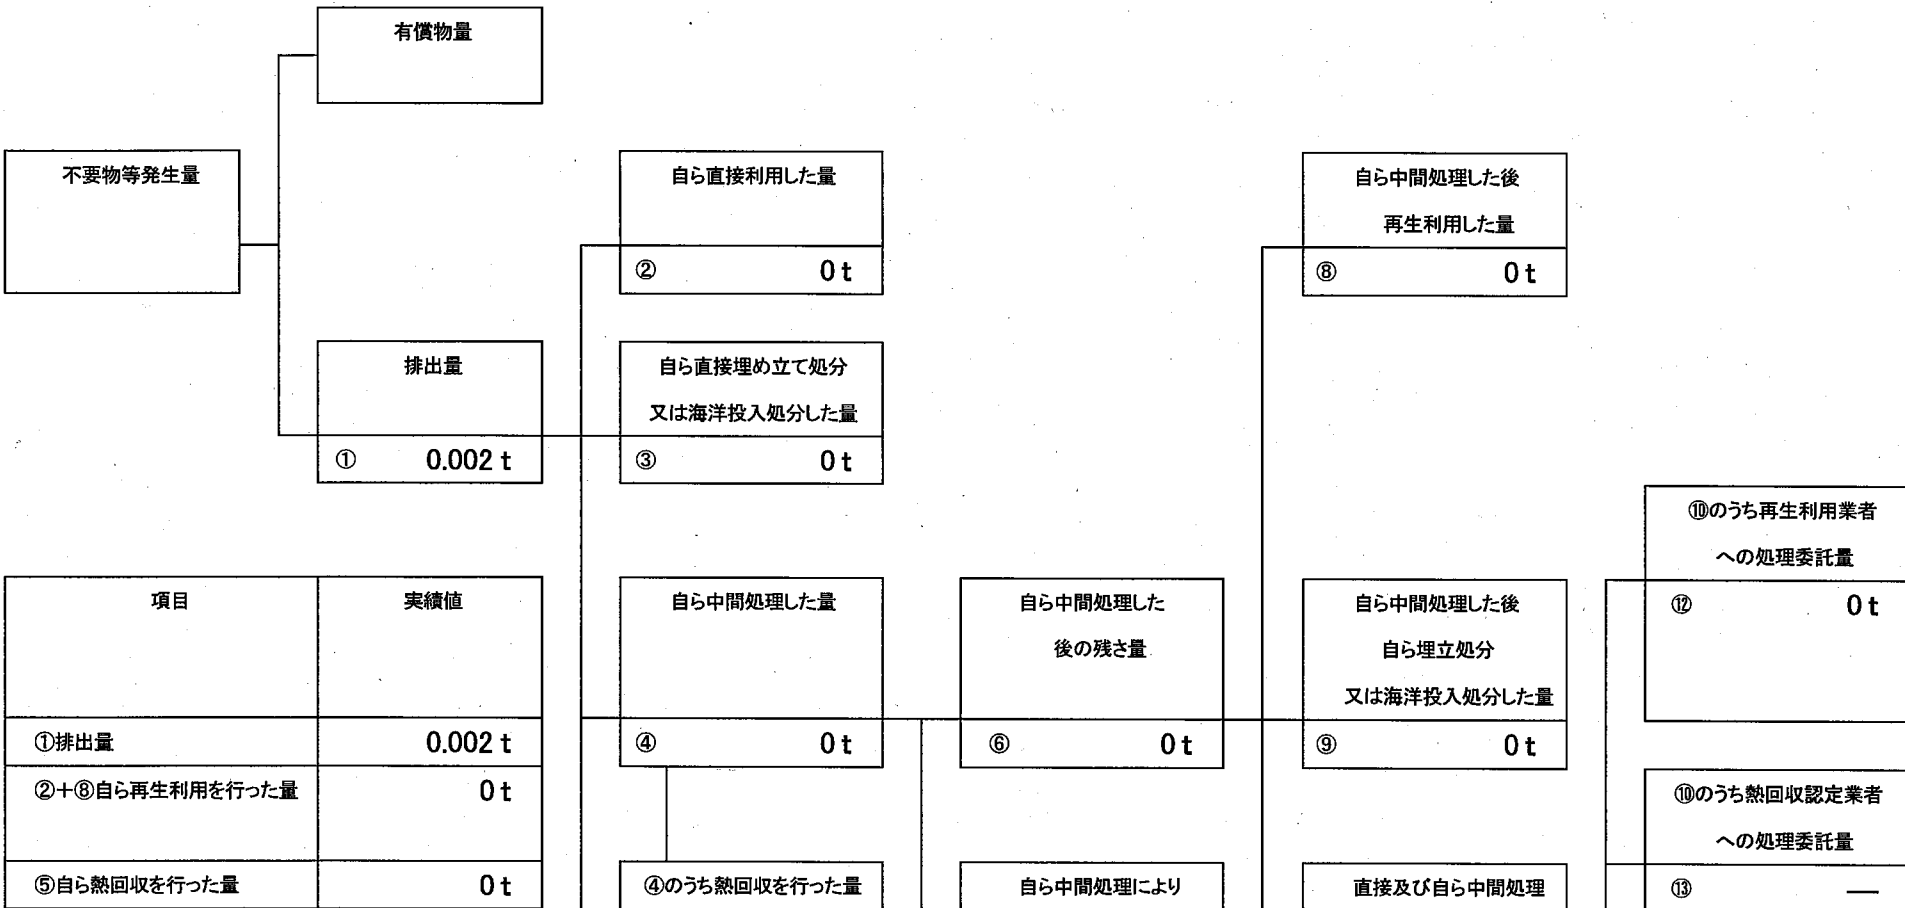 有償物量
不要物等発生量
自ら直接利用した量
② 0 t
自ら中間処理した後
再生利用した量
⑧ 0 t
排出量
① 0.002 t
自ら直接埋め立て処分
又は海洋投入処分した量
③ 0 t
⑩のうち再生利用業者
への処理委託量
⑫ 0 t
項目 実績値
①排出量 0.002 t
②+⑧自ら再生利用を行った量 0 t
⑤自ら熱回収を行った量 0 t
自ら中間処理した量
④ 0 t
自ら中間処理した
後の残さ量
⑥ 0 t
自ら中間処理した後
自ら埋立処分
又は海洋投入処分した量
⑨ 0 t
⑩のうち熱回収認定業者
への処理委託量
⑬ —
④のうち熱回収を行った量
自ら中間処理により
直接及び自ら中間処理